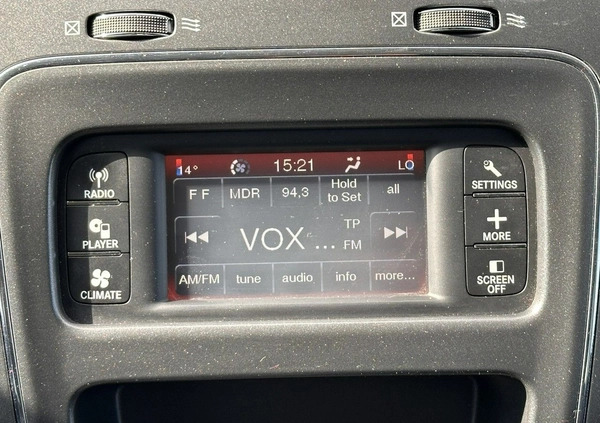 14° 15:21 LO
RADIO
F F MDR 94,3 Hold to Set all
SETTINGS
PLAYER
VOX ... TP
FM
MORE
CLIMATE
AM/FM tune audio info more...
SCREEN
OFF